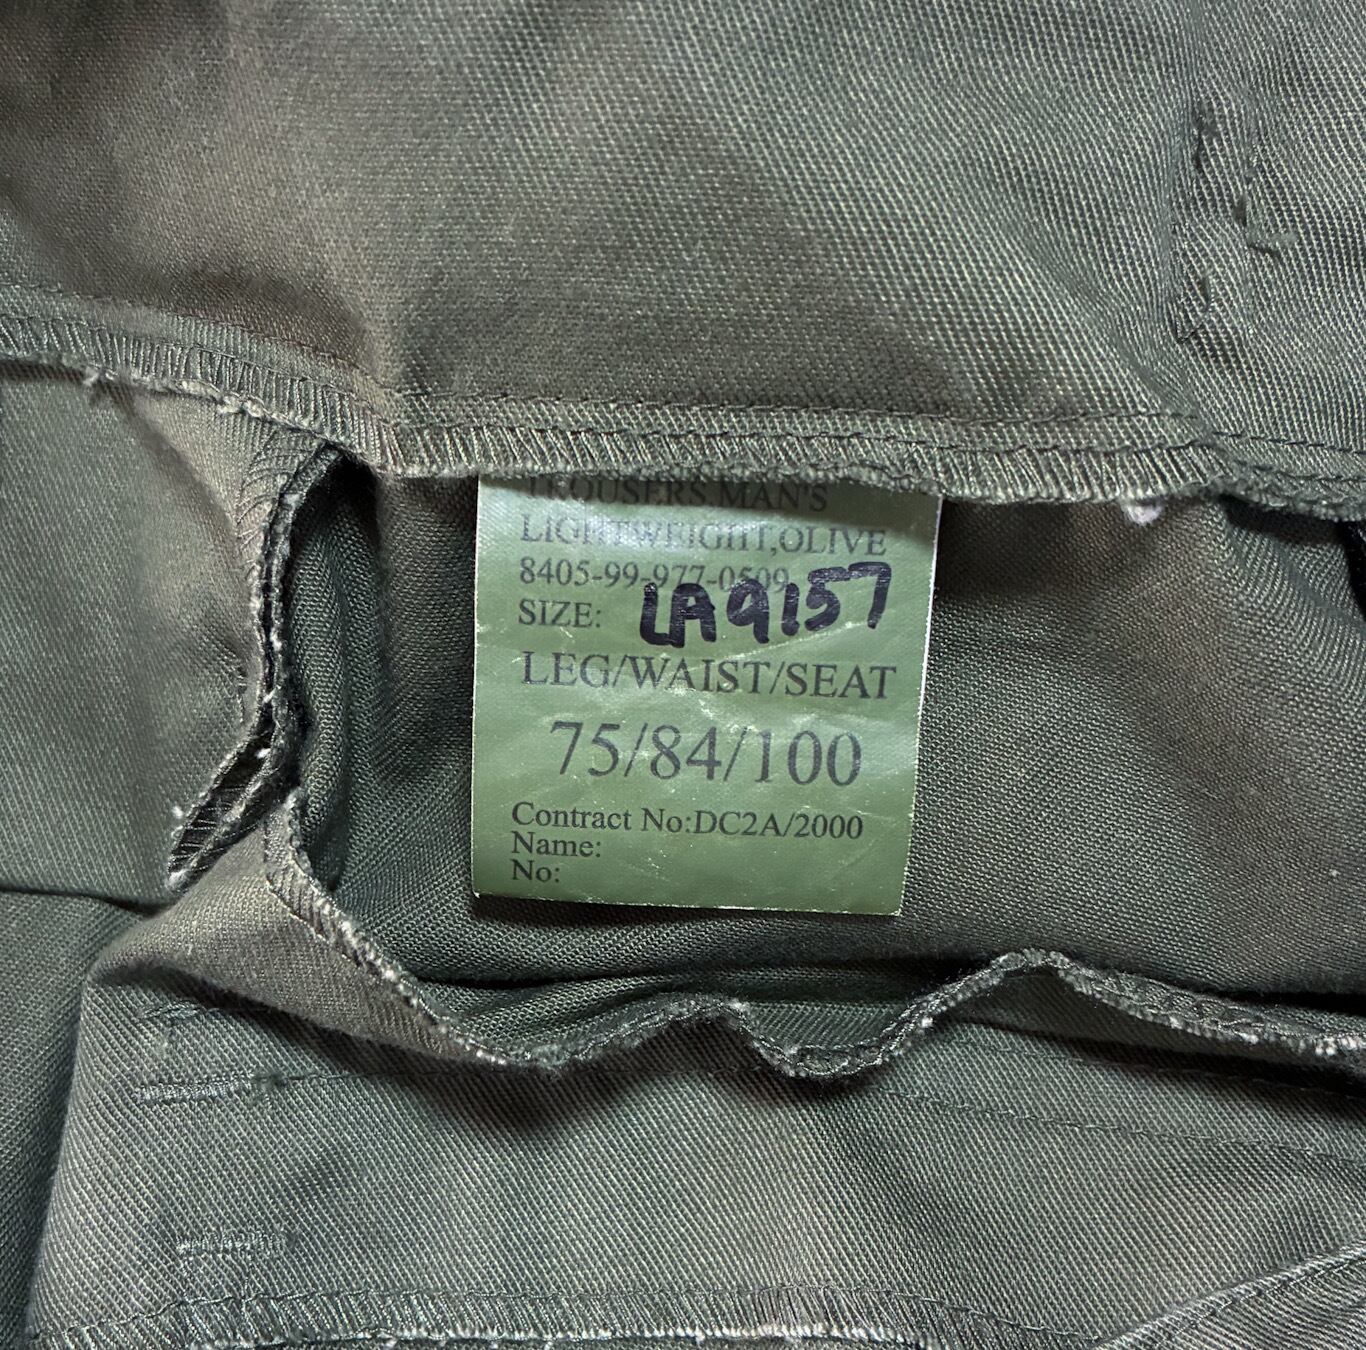 TROUSERS MAN'S
LIGHTWEIGHT,OLIVE
8405-99-977-0509
SIZE: LA9157
LEG/WAIST/SEAT
75/84/100
Contract No:DC2A/2000
Name:
No: